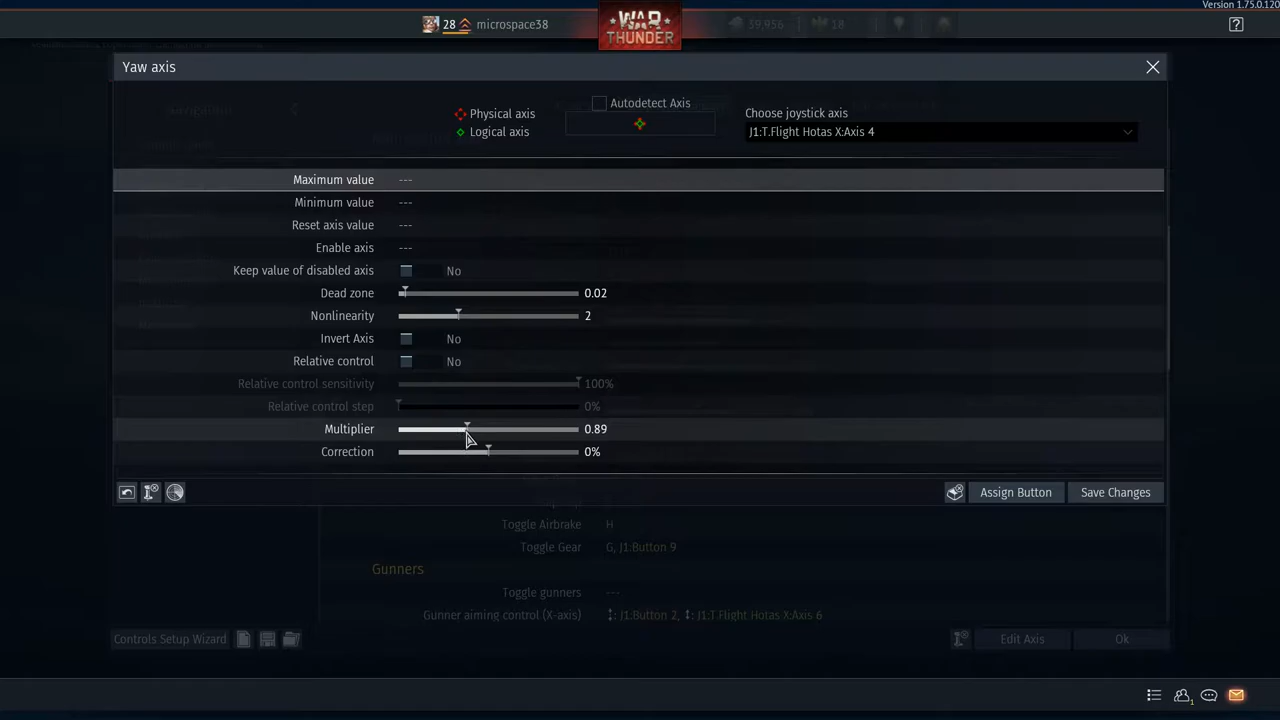 Version 1.75.0.120
28 microspace38
WAR THUNDER
39,956 18
Yaw axis
Autodetect Axis
Physical axis
Logical axis
Choose joystick axis
J1:T.Flight Hotas X:Axis 4
Maximum value ---
Minimum value ---
Reset axis value ---
Enable axis ---
Keep value of disabled axis No
Dead zone 0.02
Nonlinearity 2
Invert Axis No
Relative control No
Relative control sensitivity 100%
Relative control step 0%
Multiplier 0.89
Correction 0%
Assign Button Save Changes
Toggle Airbrake H
Toggle Gear G, J1:Button 9
Gunners
Toggle gunners ---
Gunner aiming control (X-axis) J1:Button 2, J1:T.Flight Hotas X:Axis 6
Controls Setup Wizard Edit Axis Ok
1